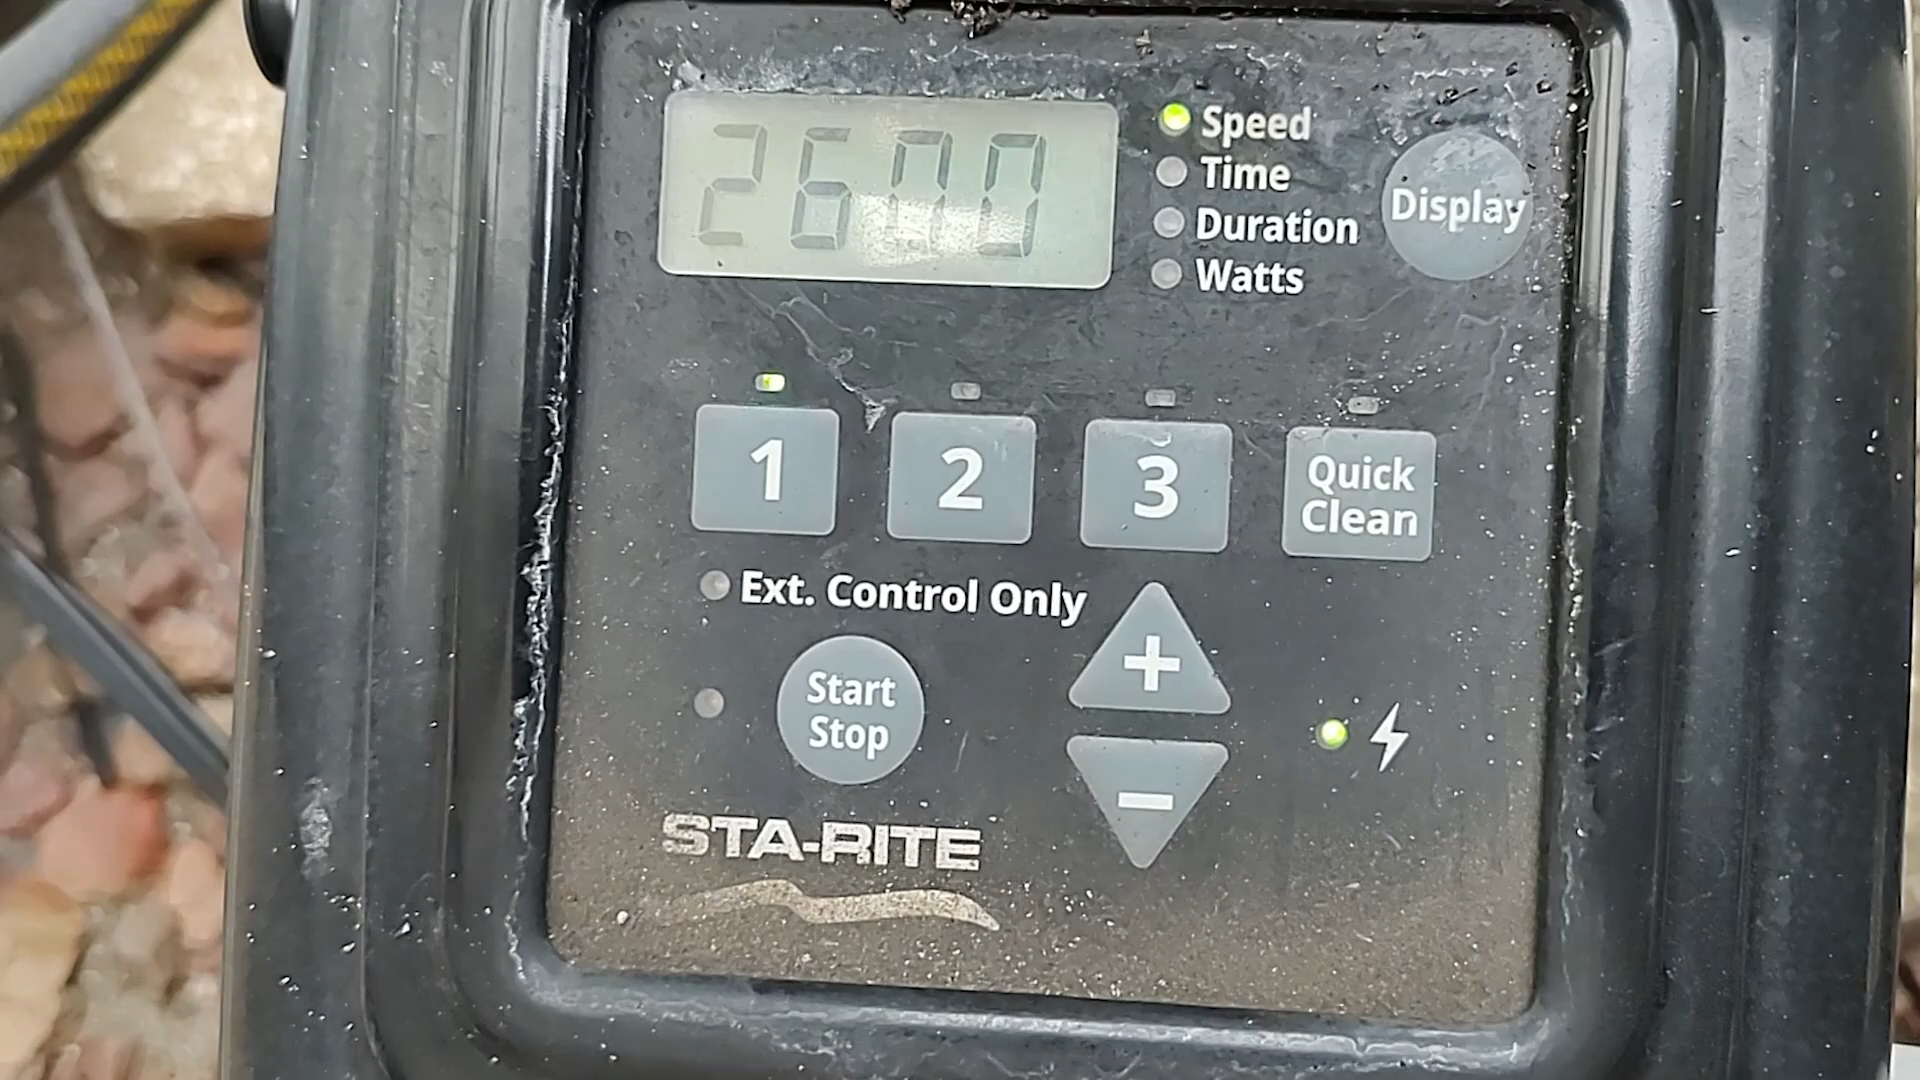 2600
Speed
Time
Duration
Watts
Display
1
2
3
Quick
Clean
Ext. Control Only
Start
Stop
+
−
STA-RITE